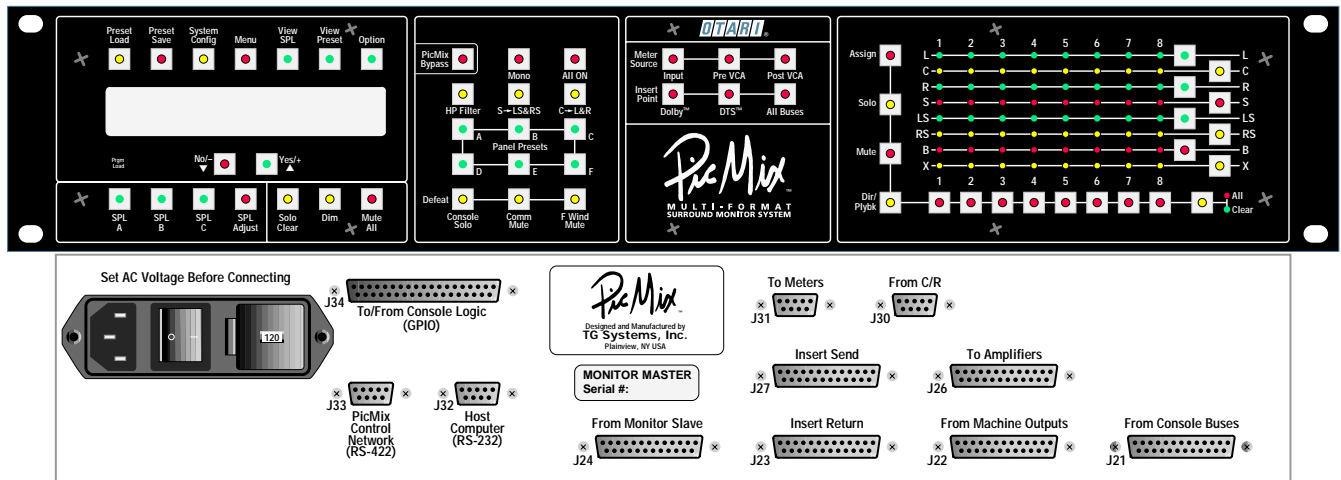 Preset Load
Preset Save
System Config
Menu
View SPL
View Preset
Option
Prgm Load
No/– ▼
Yes/+ ▲
SPL A
SPL B
SPL C
SPL Adjust
Solo Clear
Dim
Mute All
PicMix Bypass
Mono
All ON
HP Filter
S→LS&RS
C→L&R
A
B
C
Panel Presets
D
E
F
Defeat
Console Solo
Comm Mute
F Wind Mute
OTARI®
Meter Source
Input
Pre VCA
Post VCA
Insert Point
Dolby™
DTS™
All Buses
PicMix™
MULTI-FORMAT
SURROUND MONITOR SYSTEM
Assign
Solo
Mute
Dir/ Plybk
1 2 3 4 5 6 7 8
L L
C C
R R
S S
LS LS
RS RS
B B
X X
1 2 3 4 5 6 7 8
All
Clear
Set AC Voltage Before Connecting
O I
120
J34
To/From Console Logic
(GPIO)
J33
PicMix
Control
Network
(RS-422)
J32
Host
Computer
(RS-232)
PicMix™
Designed and Manufactured by
TG Systems, Inc.
Plainview, NY USA
MONITOR MASTER
Serial #:
To Meters
J31
From C/R
J30
Insert Send
J27
To Amplifiers
J26
From Monitor Slave
J24
Insert Return
J23
From Machine Outputs
J22
From Console Buses
J21